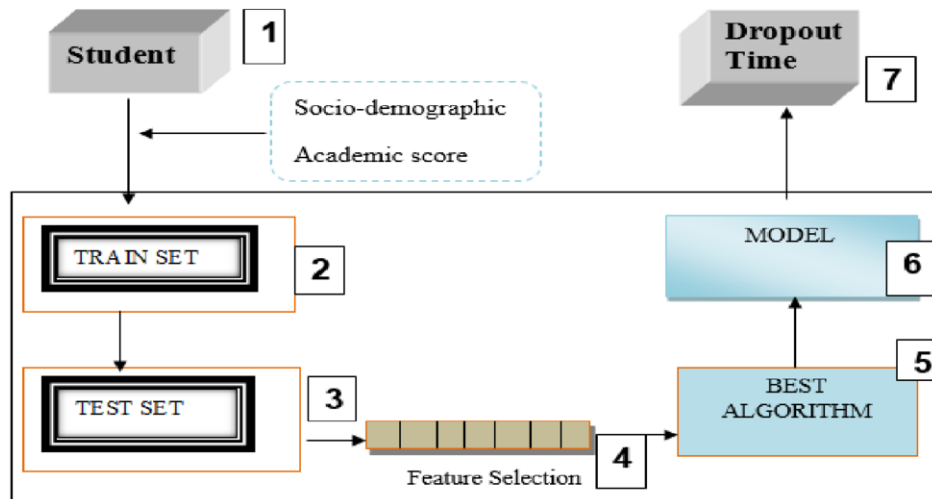 Student
1
Socio-demographic
Academic score
TRAIN SET
2
TEST SET
3
Feature Selection
4
BEST
ALGORITHM
5
MODEL
6
Dropout
Time
7